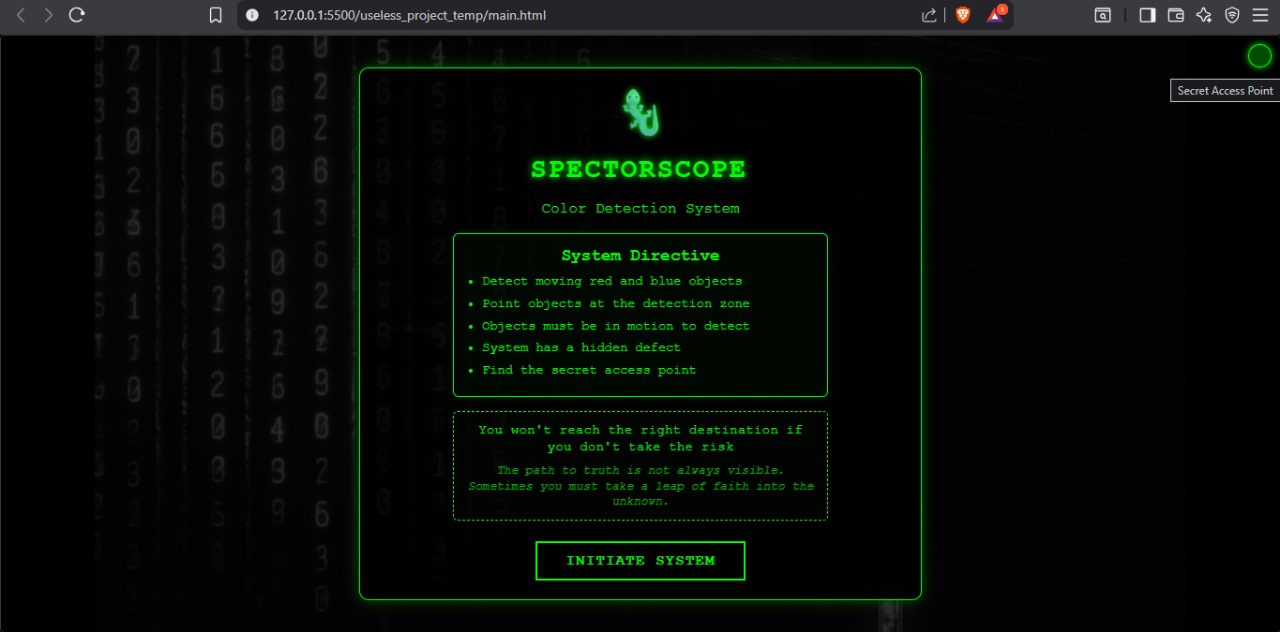 127.0.0.1:5500/useless_project_temp/main.html
1
Secret Access Point
SPECTORSCOPE
Color Detection System
System Directive
• Detect moving red and blue objects
• Point objects at the detection zone
• Objects must be in motion to detect
• System has a hidden defect
• Find the secret access point
You won't reach the right destination if
you don't take the risk
The path to truth is not always visible.
Sometimes you must take a leap of faith into the
unknown.
INITIATE SYSTEM